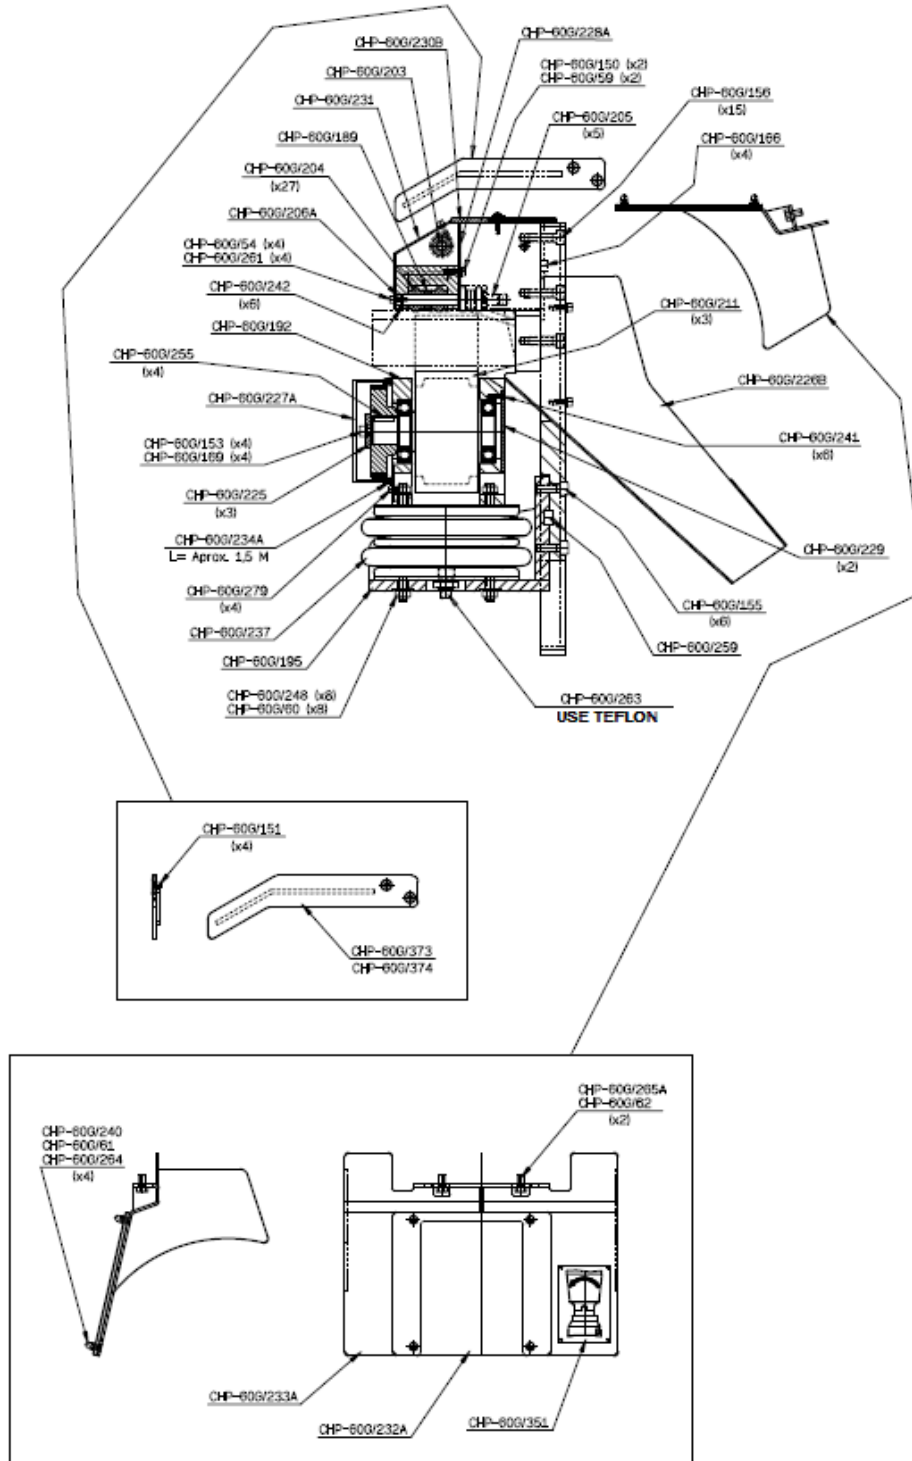 CHP-60G/228A
CHP-60G/230B
CHP-60G/203
CHP-60G/150 (x2)
CHP-60G/59 (x2)
CHP-60G/231
CHP-60G/156
(x15)
CHP-60G/205
(x5)
CHP-60G/189
CHP-60G/166
(x4)
CHP-60G/204
(x27)
CHP-60G/206A
CHP-60G/54 (x4)
CHP-60G/261 (x4)
CHP-60G/242
(x6)
CHP-60G/211
(x3)
CHP-60G/192
CHP-60G/255
(x4)
CHP-60G/226B
CHP-60G/227A
CHP-60G/153 (x4)
CHP-60G/169 (x4)
CHP-60G/241
(x6)
CHP-60G/225
(x3)
CHP-60G/234A
L= Aprox. 1,5 M
CHP-60G/229
(x2)
CHP-60G/279
(x4)
CHP-60G/155
(x6)
CHP-60G/237
CHP-60G/259
CHP-60G/195
CHP-60G/248 (x8)
CHP-60G/60 (x8)
CHP-60G/263
USE TEFLON
CHP-60G/151
(x4)
CHP-60G/373
CHP-60G/374
CHP-60G/265A
CHP-60G/62
(x2)
CHP-60G/240
CHP-60G/61
CHP-60G/264
(x4)
CHP-60G/233A
CHP-60G/232A
CHP-60G/351